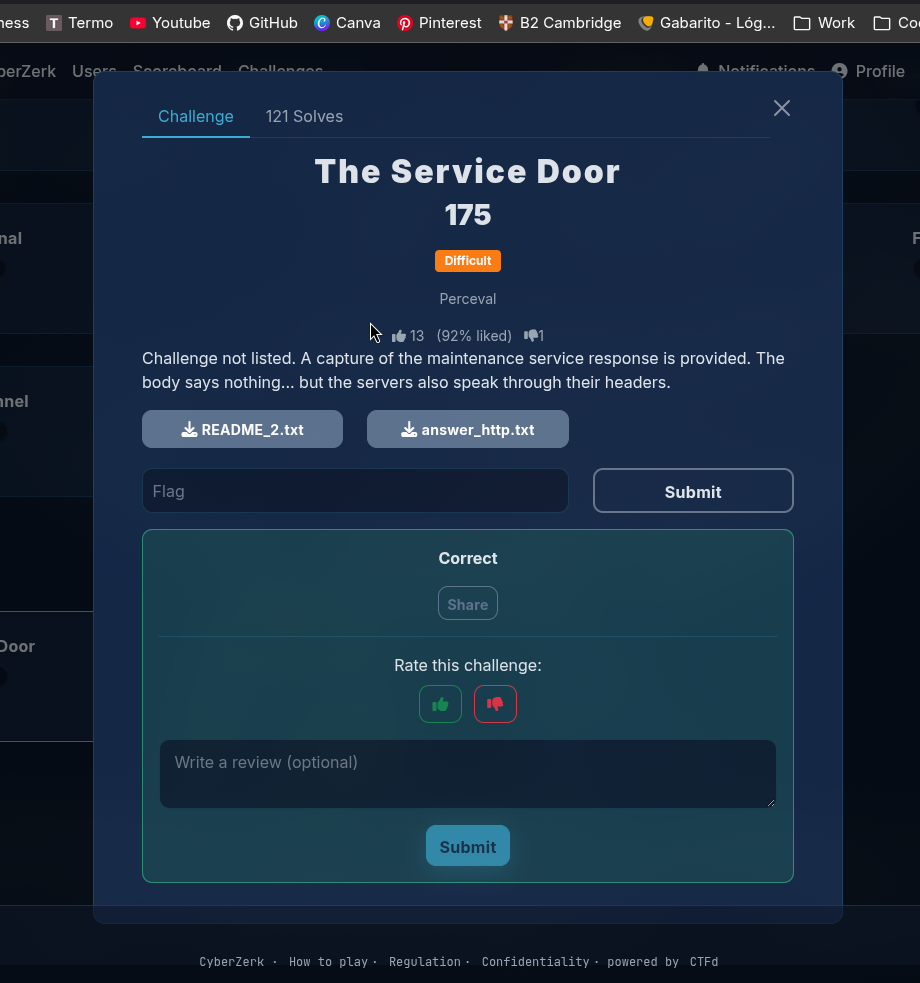 ness Termo Youtube GitHub Canva Pinterest B2 Cambridge Gabarito - Lóg... Work Co
berZerk Users Scoreboard Challenges Notifications Profile
Challenge 121 Solves
The Service Door
175
nal F
Difficult
Perceval
13 (92% liked) 1
Challenge not listed. A capture of the maintenance service response is provided. The
body says nothing... but the servers also speak through their headers.
nnel
README_2.txt answer_http.txt
Flag Submit
Correct
Share
Door
Rate this challenge:
Write a review (optional)
Submit
CyberZerk · How to play · Regulation · Confidentiality · powered by CTFd